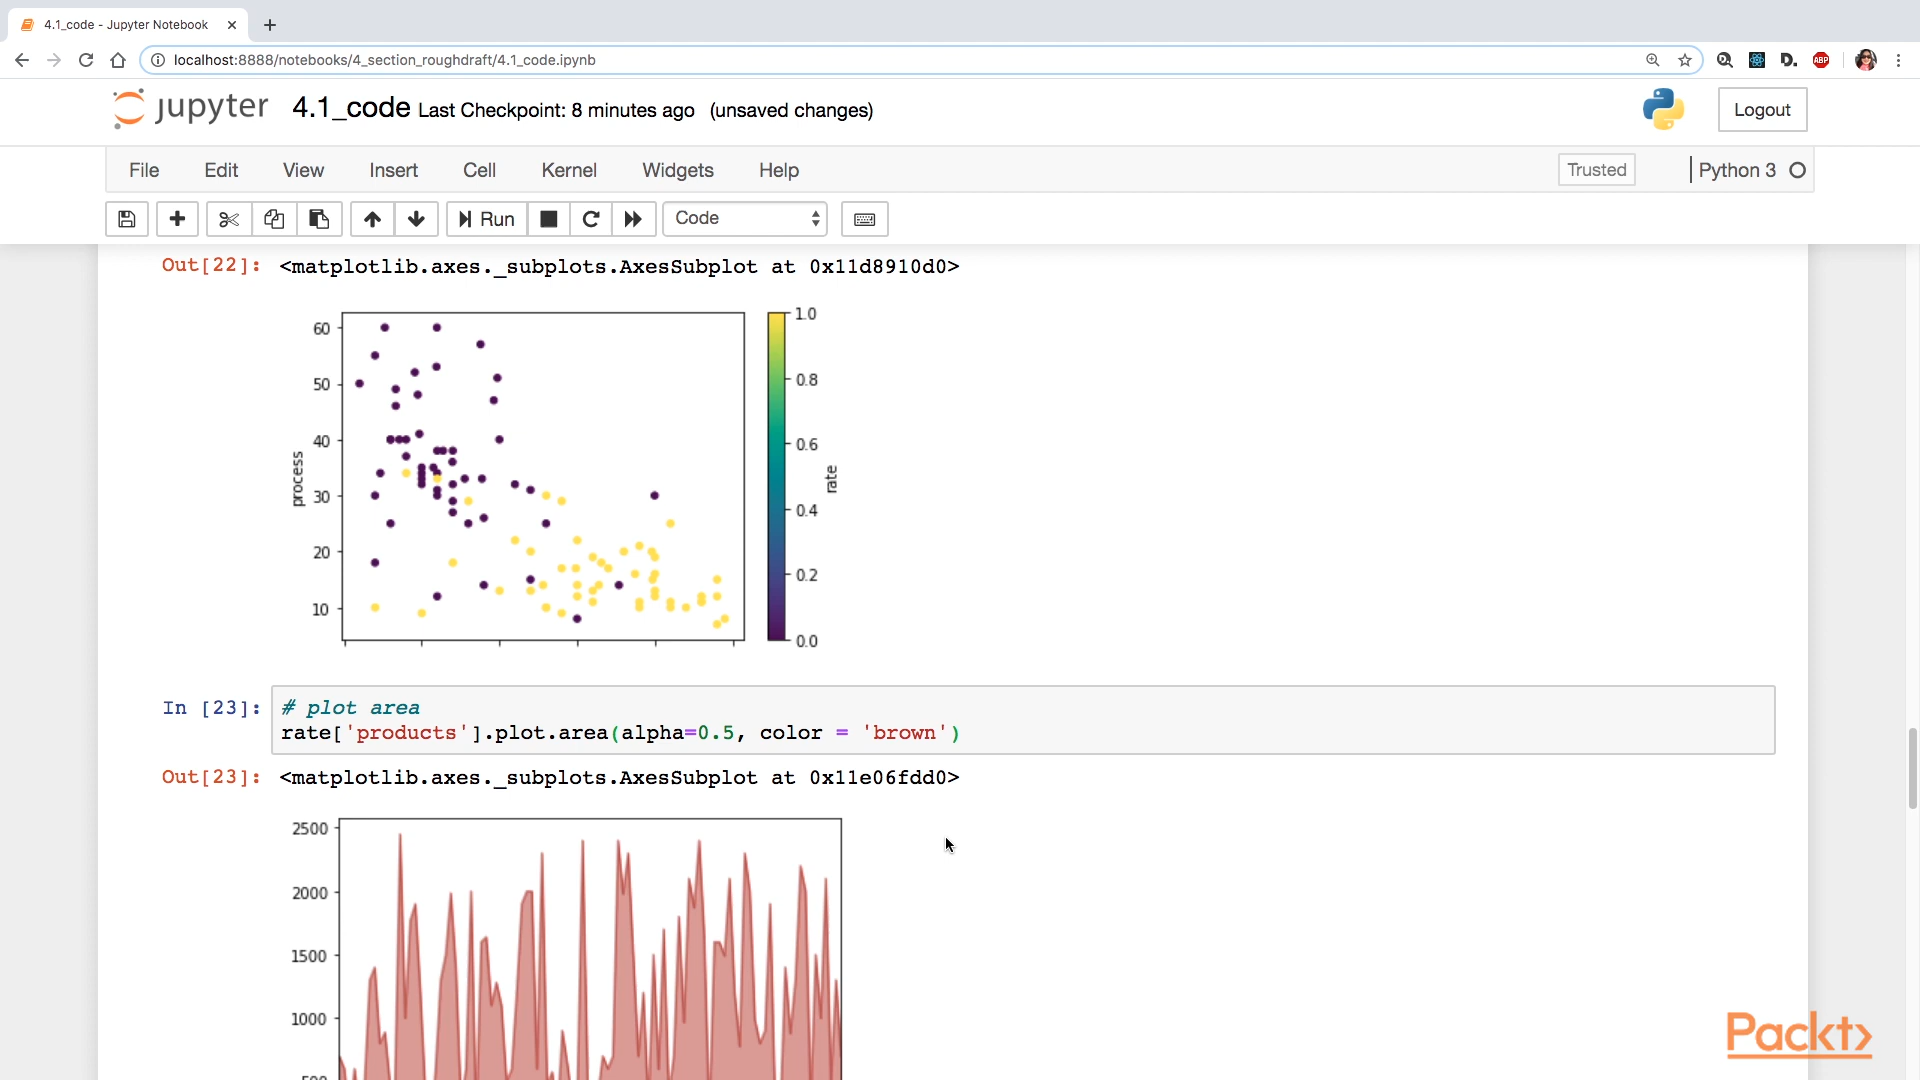 4.1_code - Jupyter Notebook
localhost:8888/notebooks/4_section_roughdraft/4.1_code.ipynb
D.
ABP
jupyter 4.1_code Last Checkpoint: 8 minutes ago (unsaved changes)
Logout
File Edit View Insert Cell Kernel Widgets Help
Trusted
Python 3
Run
Code
Out[22]: <matplotlib.axes._subplots.AxesSubplot at 0x11d8910d0>
60
50
40
30
20
10
process
1.0
0.8
0.6
0.4
0.2
0.0
rate
In [23]: # plot area
rate['products'].plot.area(alpha=0.5, color = 'brown')
Out[23]: <matplotlib.axes._subplots.AxesSubplot at 0x11e06fdd0>
2500
2000
1500
1000
500
Packt>